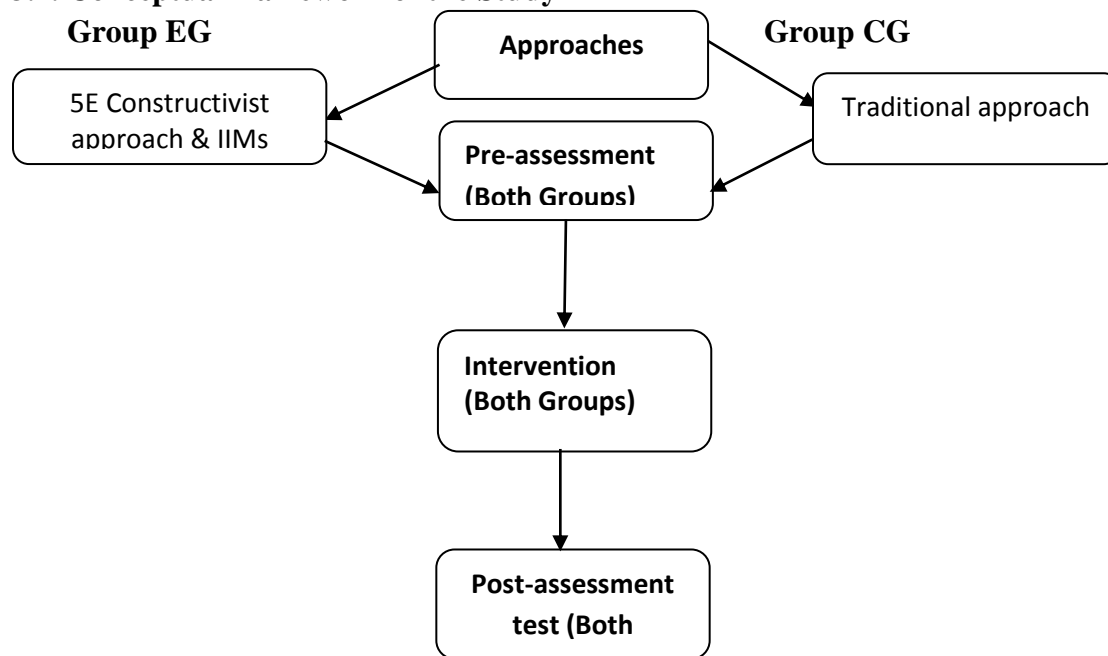 Group EG
Approaches
Group CG
5E Constructivist
approach & IIMs
Traditional approach
Pre-assessment
(Both Groups)
Intervention
(Both Groups)
Post-assessment
test (Both